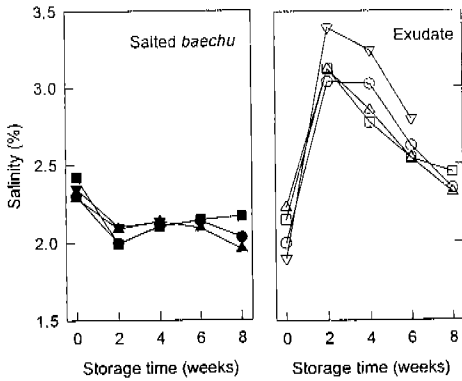 3.5
3.0
2.5
2.0
1.5
Salinity (%)
Salted baechu
Exudate
0 2 4 6 8
0 2 4 6 8
Storage time (weeks)
Storage time (weeks)